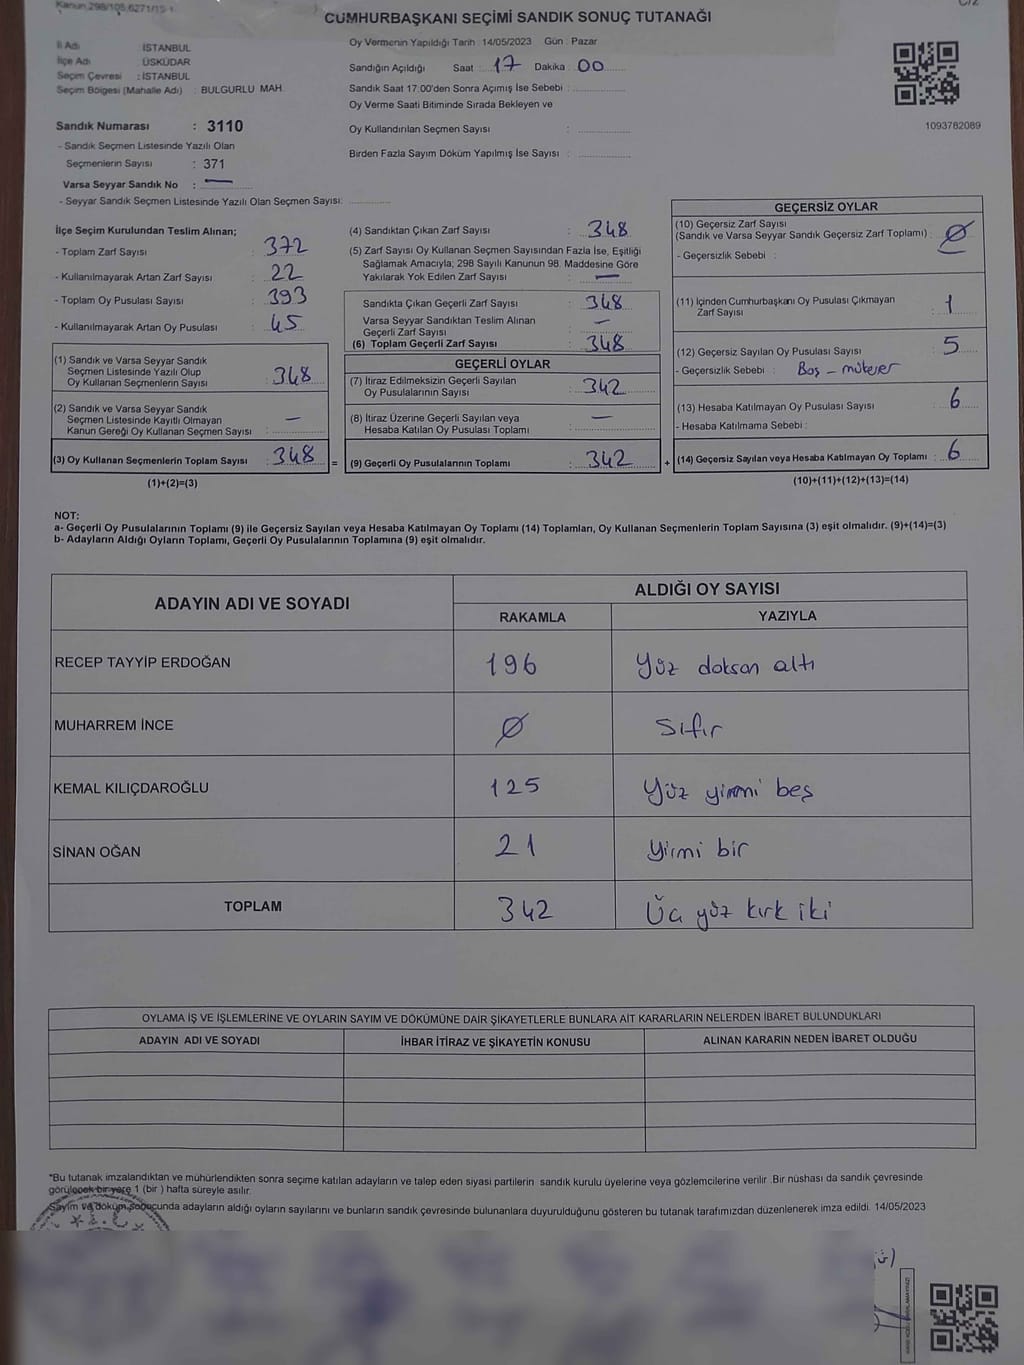 Kanun 298/105,6271/15-1
C/2
CUMHURBAŞKANI SEÇİMİ SANDIK SONUÇ TUTANAĞI
İl Adı : İSTANBUL
İlçe Adı : ÜSKÜDAR
Seçim Çevresi : İSTANBUL
Seçim Bölgesi (Mahalle Adı) : BULGURLU MAH.
Sandık Numarası : 3110
- Sandık Seçmen Listesinde Yazılı Olan
Seçmenlerin Sayısı : 371
Varsa Seyyar Sandık No : —
- Seyyar Sandık Seçmen Listesinde Yazılı Olan Seçmen Sayısı: ..............
Oy Vermenin Yapıldığı Tarih : 14/05/2023 Gün : Pazar
Sandığın Açıldığı Saat : 17 Dakika : 00
Sandık Saat 17:00'den Sonra Açımış İse Sebebi : ..............
Oy Verme Saati Bitiminde Sırada Bekleyen ve
Oy Kullandırılan Seçmen Sayısı : ..............
Birden Fazla Sayım Döküm Yapılmış İse Sayısı : ..............
1093782089
İlçe Seçim Kurulundan Teslim Alınan;
- Toplam Zarf Sayısı : 372
- Kullanılmayarak Artan Zarf Sayısı : 22
- Toplam Oy Pusulası Sayısı : 393
- Kullanılmayarak Artan Oy Pusulası : 45
(1) Sandık ve Varsa Seyyar Sandık
Seçmen Listesinde Yazılı Olup
Oy Kullanan Seçmenlerin Sayısı : 348
(2) Sandık ve Varsa Seyyar Sandık
Seçmen Listesinde Kayıtlı Olmayan
Kanun Gereği Oy Kullanan Seçmen Sayısı : —
(3) Oy Kullanan Seçmenlerin Toplam Sayısı : 348 =
(1)+(2)=(3)
(4) Sandıktan Çıkan Zarf Sayısı : 348
(5) Zarf Sayısı Oy Kullanan Seçmen Sayısından Fazla İse, Eşitliği
Sağlamak Amacıyla; 298 Sayılı Kanunun 98. Maddesine Göre
Yakılarak Yok Edilen Zarf Sayısı : —
Sandıkta Çıkan Geçerli Zarf Sayısı : 348
Varsa Seyyar Sandıktan Teslim Alınan
Geçerli Zarf Sayısı : —
(6) Toplam Geçerli Zarf Sayısı : 348
GEÇERLİ OYLAR
(7) İtiraz Edilmeksizin Geçerli Sayılan
Oy Pusulalarının Sayısı : 342
(8) İtiraz Üzerine Geçerli Sayılan veya
Hesaba Katılan Oy Pusulası Toplamı : —
(9) Geçerli Oy Pusulalarının Toplamı : 342 +
GEÇERSİZ OYLAR
(10) Geçersiz Zarf Sayısı
(Sandık ve Varsa Seyyar Sandık Geçersiz Zarf Toplamı) : Ø
- Geçersizlik Sebebi :
(11) İçinden Cumhurbaşkanı Oy Pusulası Çıkmayan
Zarf Sayısı : 1
(12) Geçersiz Sayılan Oy Pusulası Sayısı : 5
- Geçersizlik Sebebi : Boş – müterer
(13) Hesaba Katılmayan Oy Pusulası Sayısı : 6
- Hesaba Katılmama Sebebi :
(14) Geçersiz Sayılan veya Hesaba Katılmayan Oy Toplamı : 6
(10)+(11)+(12)+(13)=(14)
NOT:
a- Geçerli Oy Pusulalarının Toplamı (9) ile Geçersiz Sayılan veya Hesaba Katılmayan Oy Toplamı (14) Toplamları, Oy Kullanan Seçmenlerin Toplam Sayısına (3) eşit olmalıdır. (9)+(14)=(3)
b- Adayların Aldığı Oyların Toplamı, Geçerli Oy Pusulalarının Toplamına (9) eşit olmalıdır.
ADAYIN ADI VE SOYADI ALDIĞI OY SAYISI
RAKAMLA YAZIYLA
RECEP TAYYİP ERDOĞAN 196 Yüz doksan altı
MUHARREM İNCE Ø Sıfır
KEMAL KILIÇDAROĞLU 125 Yüz yirmi beş
SİNAN OĞAN 21 Yirmi bir
TOPLAM 342 Üç yüz kırk iki
OYLAMA İŞ VE İŞLEMLERİNE VE OYLARIN SAYIM VE DÖKÜMÜNE DAİR ŞİKAYETLERLE BUNLARA AİT KARARLARIN NELERDEN İBARET BULUNDUKLARI
ADAYIN ADI VE SOYADI İHBAR İTİRAZ VE ŞİKAYETİN KONUSU ALINAN KARARIN NEDEN İBARET OLDUĞU
*Bu tutanak imzalandıktan ve mühürlendikten sonra seçime katılan adayların ve talep eden siyasi partilerin sandık kurulu üyelerine veya gözlemcilerine verilir. Bir nüshası da sandık çevresinde
görülecek bir yere 1 (bir ) hafta süreyle asılır.
Sayım ve döküm sonucunda adayların aldığı oyların sayılarını ve bunların sandık çevresinde bulunanlara duyurulduğunu gösteren bu tutanak tarafımızdan düzenlenerek imza edildi. 14/05/2023
T.C.